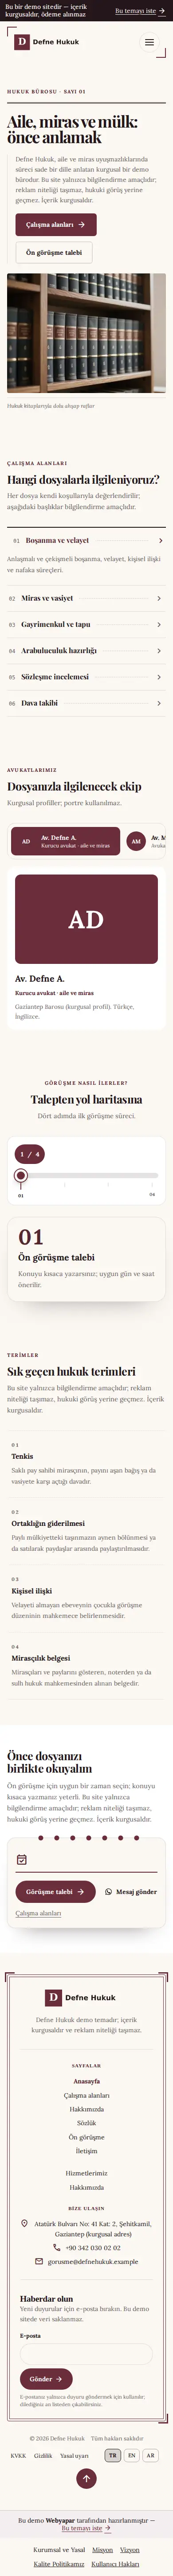 Bu bir demo sitedir — içerik
kurgusaldır, ödeme alınmaz
Bu temayı iste →
D Defne Hukuk
HUKUK BÜROSU · SAYI 01
Aile, miras ve mülk:
önce anlamak
Defne Hukuk, aile ve miras uyuşmazlıklarında
süreci sade bir dille anlatan kurgusal bir demo
bürodur. Bu site yalnızca bilgilendirme amaçlıdır;
reklam niteliği taşımaz, hukuki görüş yerine
geçmez. İçerik kurgusaldır.
Çalışma alanları →
Ön görüşme talebi
Hukuk kitaplarıyla dolu ahşap raflar
ÇALIŞMA ALANLARI
Hangi dosyalarla ilgileniyoruz?
Her dosya kendi koşullarıyla değerlendirilir;
aşağıdaki başlıklar bilgilendirme amaçlıdır.
01 Boşanma ve velayet
Anlaşmalı ve çekişmeli boşanma, velayet, kişisel ilişki
ve nafaka süreçleri.
02 Miras ve vasiyet
03 Gayrimenkul ve tapu
04 Arabuluculuk hazırlığı
05 Sözleşme incelemesi
06 Dava takibi
AVUKATLARIMIZ
Dosyanızla ilgilenecek ekip
Kurgusal profiller; portre kullanılmaz.
AD
Av. Defne A.
Kurucu avukat · aile ve miras
AM
Av. M
Avuka
AD
Av. Defne A.
Kurucu avukat · aile ve miras
Gaziantep Barosu (kurgusal profil). Türkçe,
İngilizce.
GÖRÜŞME NASIL İLERLER?
Talepten yol haritasına
Dört adımda ilk görüşme süreci.
1 / 4
01
04
01
Ön görüşme talebi
Konuyu kısaca yazarsınız; uygun gün ve saat
önerilir.
TERİMLER
Sık geçen hukuk terimleri
Bu site yalnızca bilgilendirme amaçlıdır; reklam
niteliği taşımaz, hukuki görüş yerine geçmez. İçerik
kurgusaldır.
01
Tenkis
Saklı pay sahibi mirasçının, payını aşan bağış ya da
vasiyete karşı açtığı davadır.
02
Ortaklığın giderilmesi
Paylı mülkiyetteki taşınmazın aynen bölünmesi ya
da satılarak paydaşlar arasında paylaştırılmasıdır.
03
Kişisel ilişki
Velayeti almayan ebeveynin çocukla görüşme
düzeninin mahkemece belirlenmesidir.
04
Mirasçılık belgesi
Mirasçıları ve paylarını gösteren, noterden ya da
sulh hukuk mahkemesinden alınan belgedir.
Önce dosyanızı
birlikte okuyalım
Ön görüşme için uygun bir zaman seçin; konuyu
kısaca yazmanız yeterli. Bu site yalnızca
bilgilendirme amaçlıdır; reklam niteliği taşımaz,
hukuki görüş yerine geçmez. İçerik kurgusaldır.
Görüşme talebi →
Mesaj gönder
Çalışma alanları
D Defne Hukuk
Defne Hukuk demo temadır; içerik
kurgusaldır ve reklam niteliği taşımaz.
SAYFALAR
Anasayfa
Çalışma alanları
Hakkımızda
Sözlük
Ön görüşme
İletişim
Hizmetlerimiz
Hakkımızda
BİZE ULAŞIN
Atatürk Bulvarı No: 41 Kat: 2, Şehitkamil,
Gaziantep (kurgusal adres)
+90 342 030 02 02
gorusme@defnehukuk.example
Haberdar olun
Yeni duyurular için e-posta bırakın. Bu demo
sitede veri saklanmaz.
E-posta
Gönder →
E-postanız yalnızca duyuru göndermek için kullanılır;
dilediğiniz an listeden çıkabilirsiniz.
© 2026 Defne Hukuk Tüm hakları saklıdır
KVKK Gizlilik Yasal uyarı
TR EN AR
Bu demo Webyapar tarafından hazırlanmıştır —
Bu temayı iste →
Kurumsal ve Yasal Misyon Vizyon
Kalite Politikamız Kullanıcı Hakları